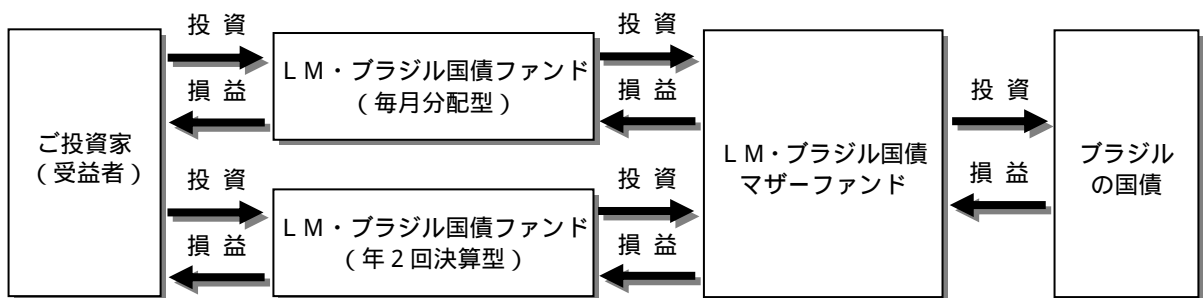 ご投資家
（受益者）
投 資
損 益
ＬＭ・ブラジル国債ファンド
（毎月分配型）
投 資
損 益
投 資
損 益
ＬＭ・ブラジル国債ファンド
（年２回決算型）
投 資
損 益
ＬＭ・ブラジル国債
マザーファンド
投 資
損 益
ブラジル
の国債